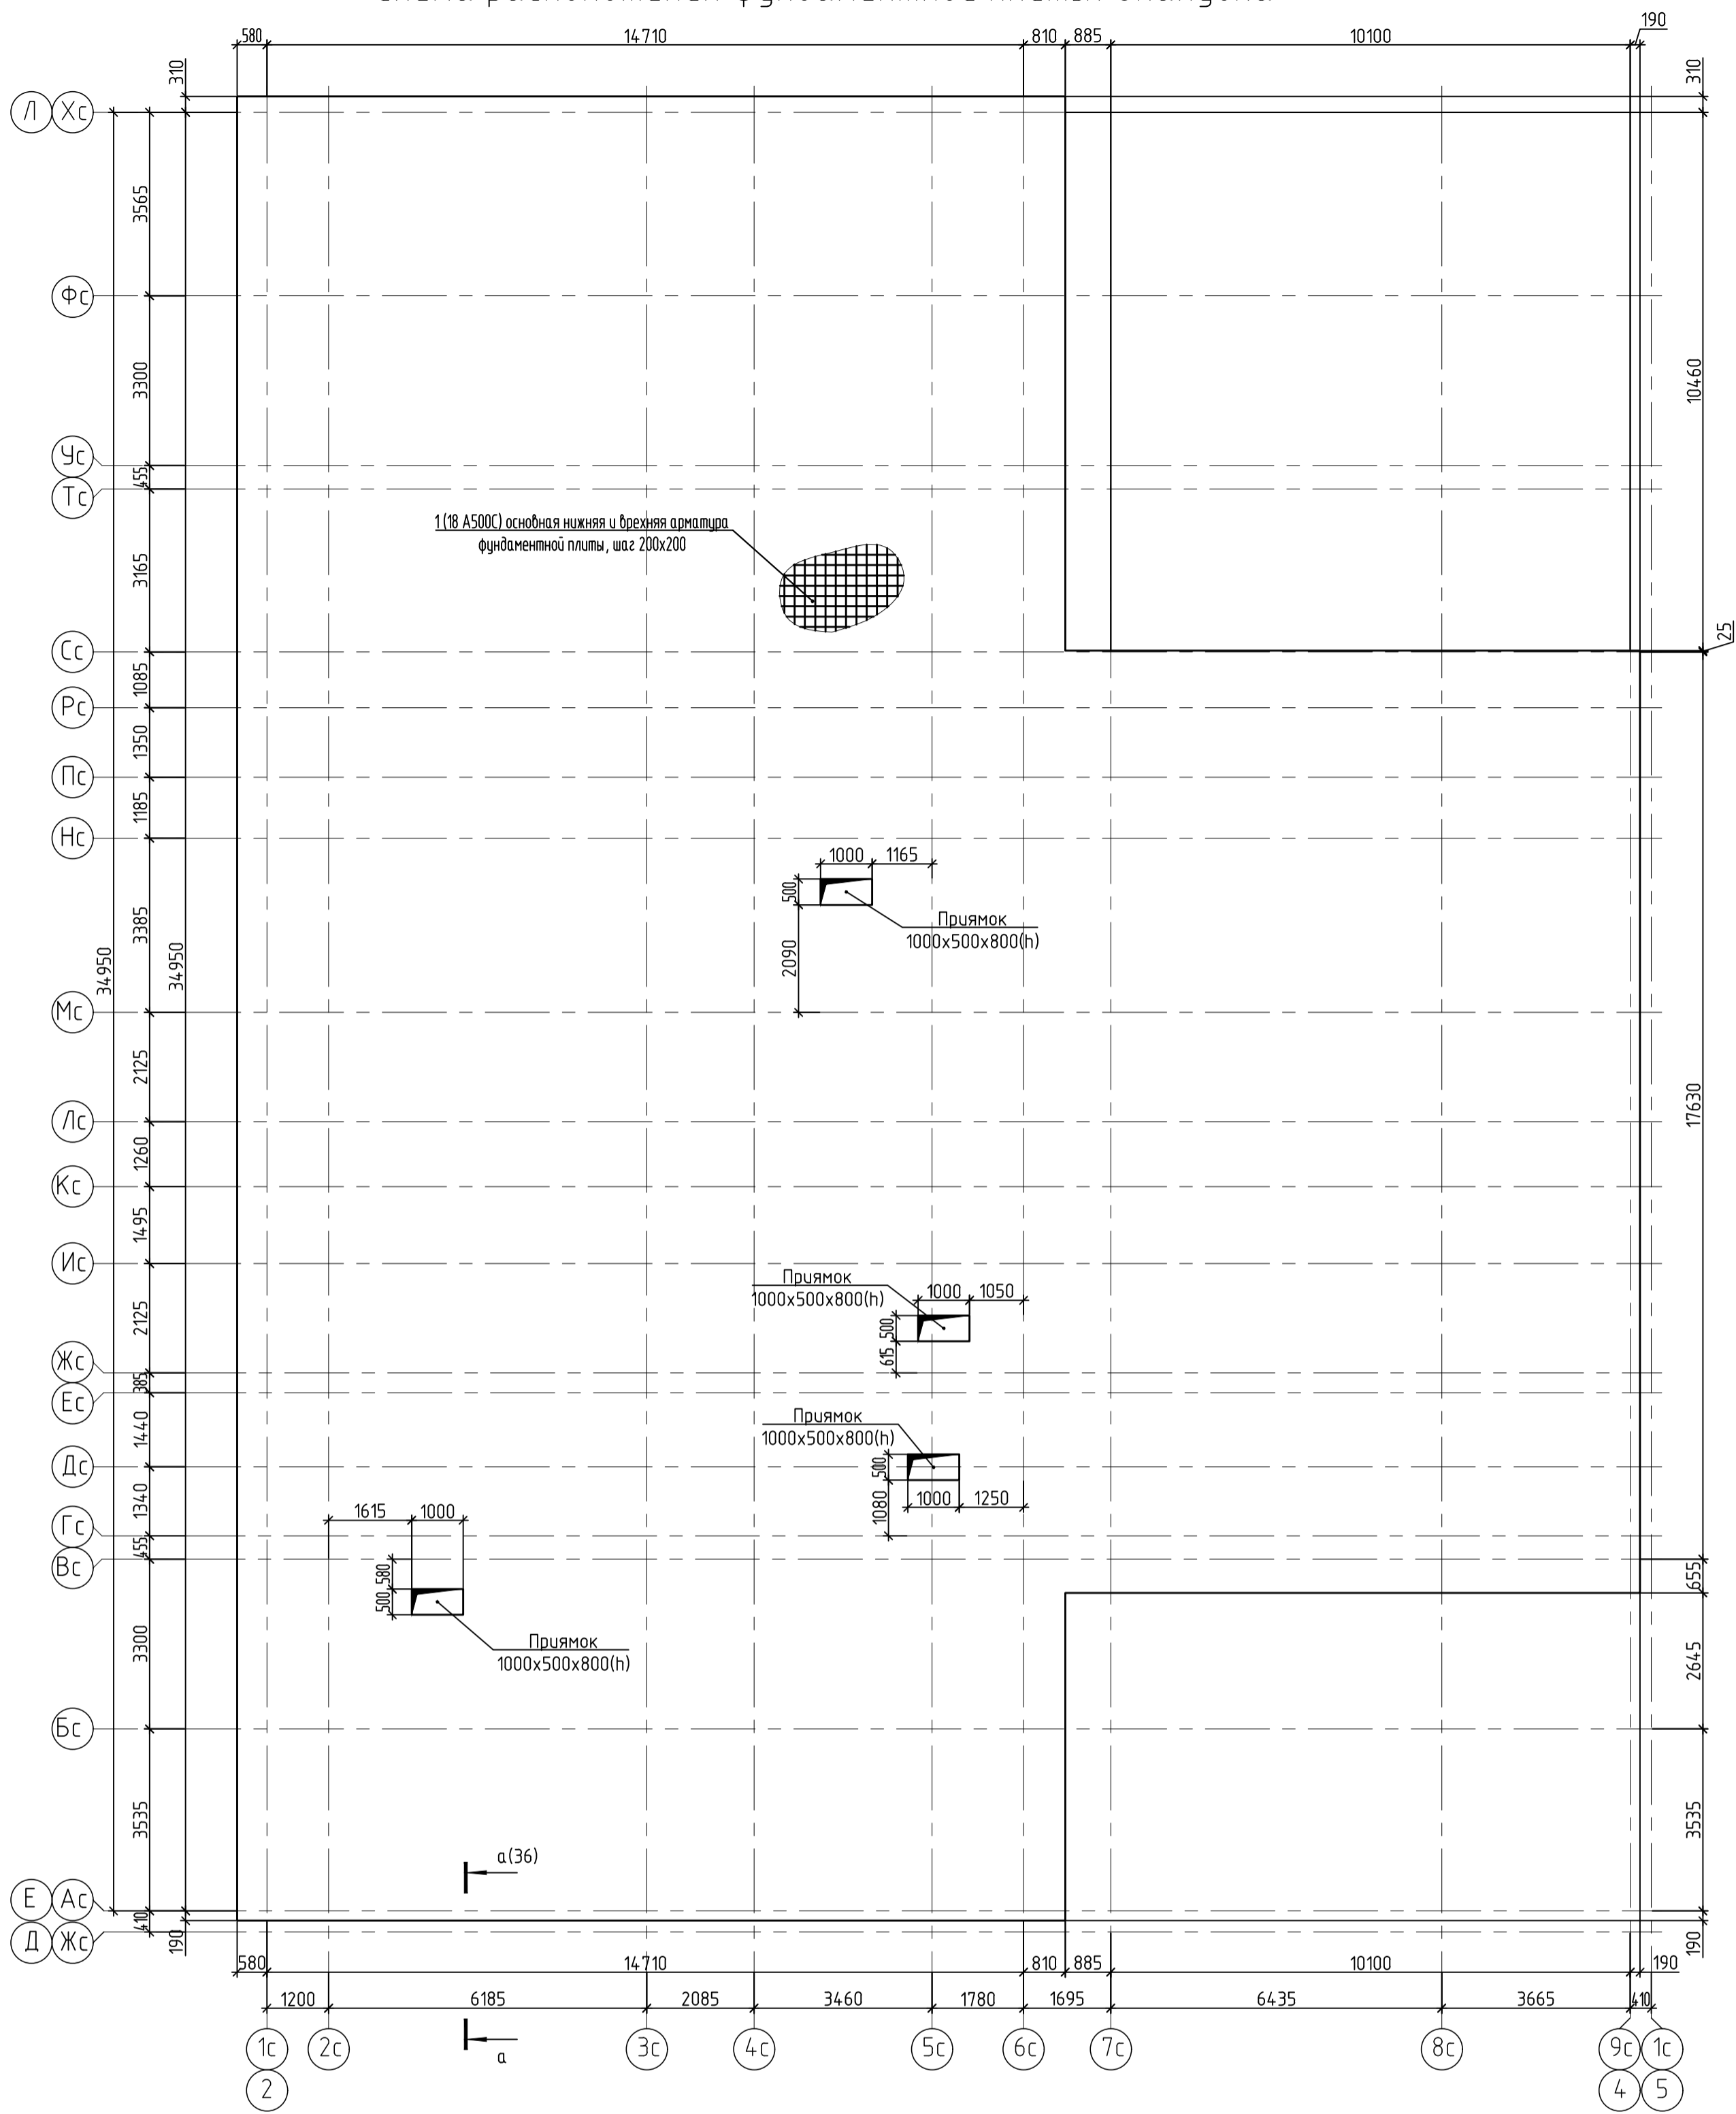 580
14710
810
885
10100
190
310
310
Л
Хс
3565
Фс
3300
10460
Ус
455
Тс
1 (18 А500С) основная нижняя и врехняя арматура
фундаментной плиты, шаг 200х200
3165
25
Сс
1085
Рс
1350
Пс
1185
Нс
1000
1165
500
Приямок
1000х500х800(h)
2090
3385
34950
34950
Мс
2125
17630
Лс
1260
Кс
1495
Ис
Приямок
1000х500х800(h)
1000
1050
500
615
2125
Жс
385
Ес
1440
Приямок
1000х500х800(h)
500
1000
1250
1080
Дс
1340
1615
1000
Гс
455
Вс
580
500
655
Приямок
1000х500х800(h)
3300
2645
Бс
3535
3535
а(36)
Е
Ас
410
190
190
Д
Жс
580
14710
810
885
10100
190
1200
6185
2085
3460
1780
1695
6435
3665
410
а
1с
2с
3с
4с
5с
6с
7с
8с
9с
1с
2
4
5